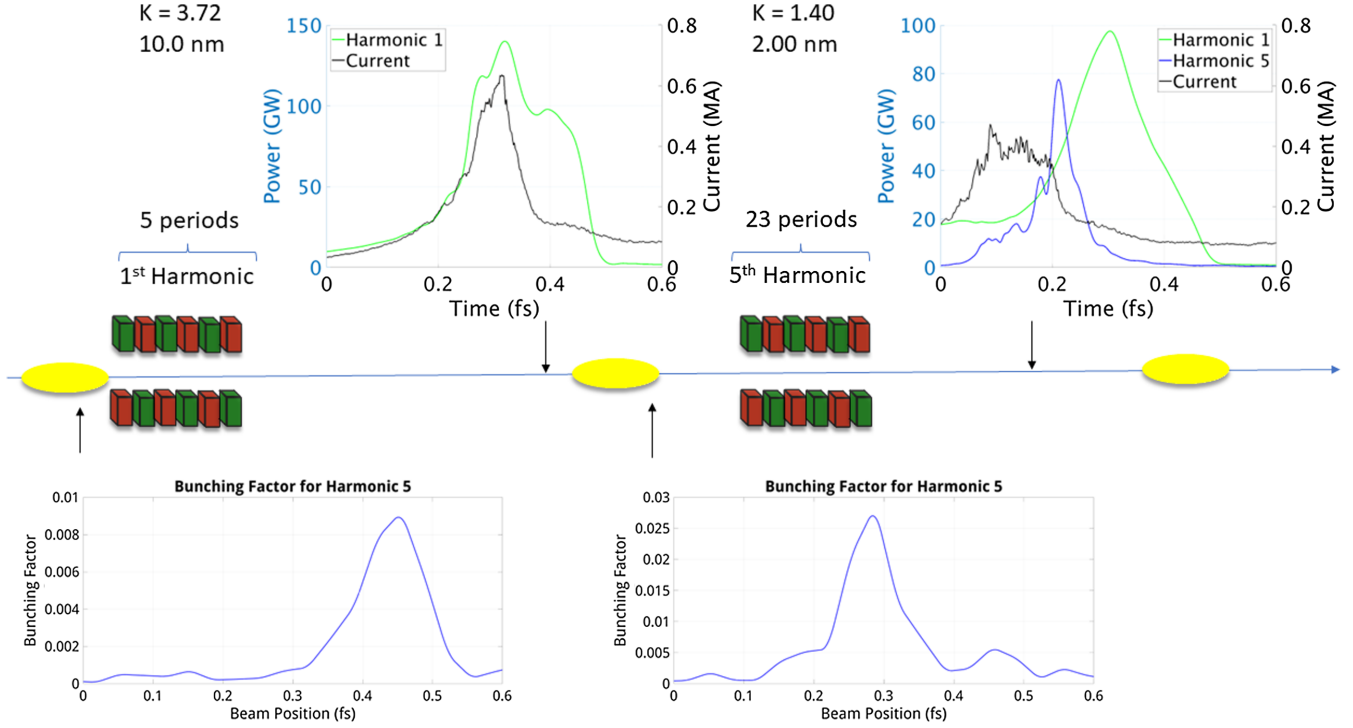 K = 3.72
10.0 nm
5 periods
1st Harmonic
150
100
50
0
Power (GW)
Harmonic 1
Current
0.8
0.6
0.4
0.2
0
Current (MA)
0 0.2 0.4 0.6
Time (fs)
K = 1.40
2.00 nm
23 periods
5th Harmonic
100
80
60
40
20
0
Power (GW)
Harmonic 1
Harmonic 5
Current
0.8
0.6
0.4
0.2
0
Current (MA)
0 0.2 0.4 0.6
Time (fs)
Bunching Factor for Harmonic 5
0.01
0.008
0.006
0.004
0.002
0
Bunching Factor
0 0.1 0.2 0.3 0.4 0.5 0.6
Beam Position (fs)
Bunching Factor for Harmonic 5
0.03
0.025
0.02
0.015
0.01
0.005
0
Bunching Factor
0 0.1 0.2 0.3 0.4 0.5 0.6
Beam Position (fs)